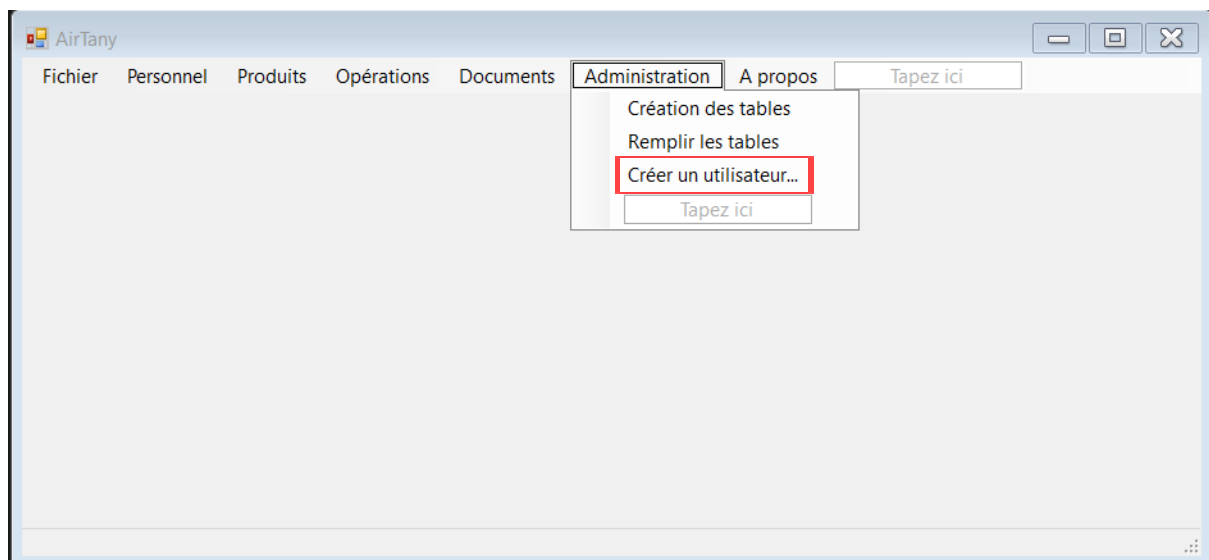 AirTany
Fichier Personnel Produits Opérations Documents Administration A propos Tapez ici
Création des tables
Remplir les tables
Créer un utilisateur...
Tapez ici